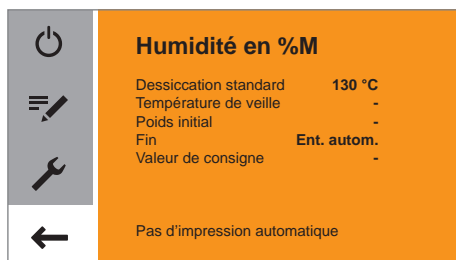 Humidité en %M
Dessiccation standard 130 °C
Température de veille -
Poids initial -
Fin Ent. autom.
Valeur de consigne -
Pas d'impression automatique